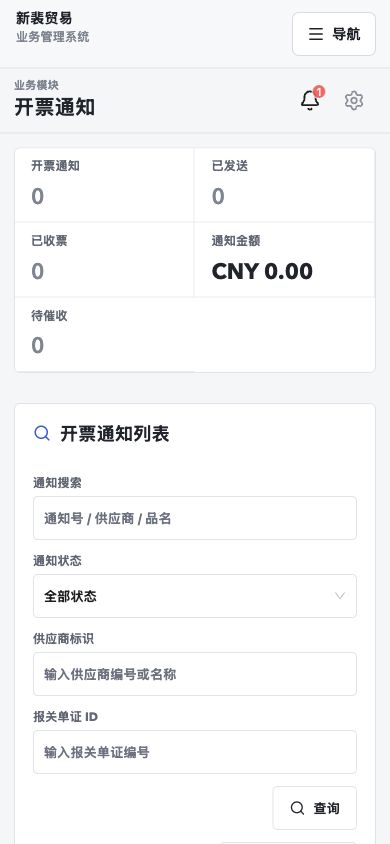 新裴贸易
业务管理系统
导航
业务模块
开票通知
1
开票通知
0
已发送
0
已收票
0
通知金额
CNY 0.00
待催收
0
开票通知列表
通知搜索
通知号 / 供应商 / 品名
通知状态
全部状态
供应商标识
输入供应商编号或名称
报关单证 ID
输入报关单证编号
查询